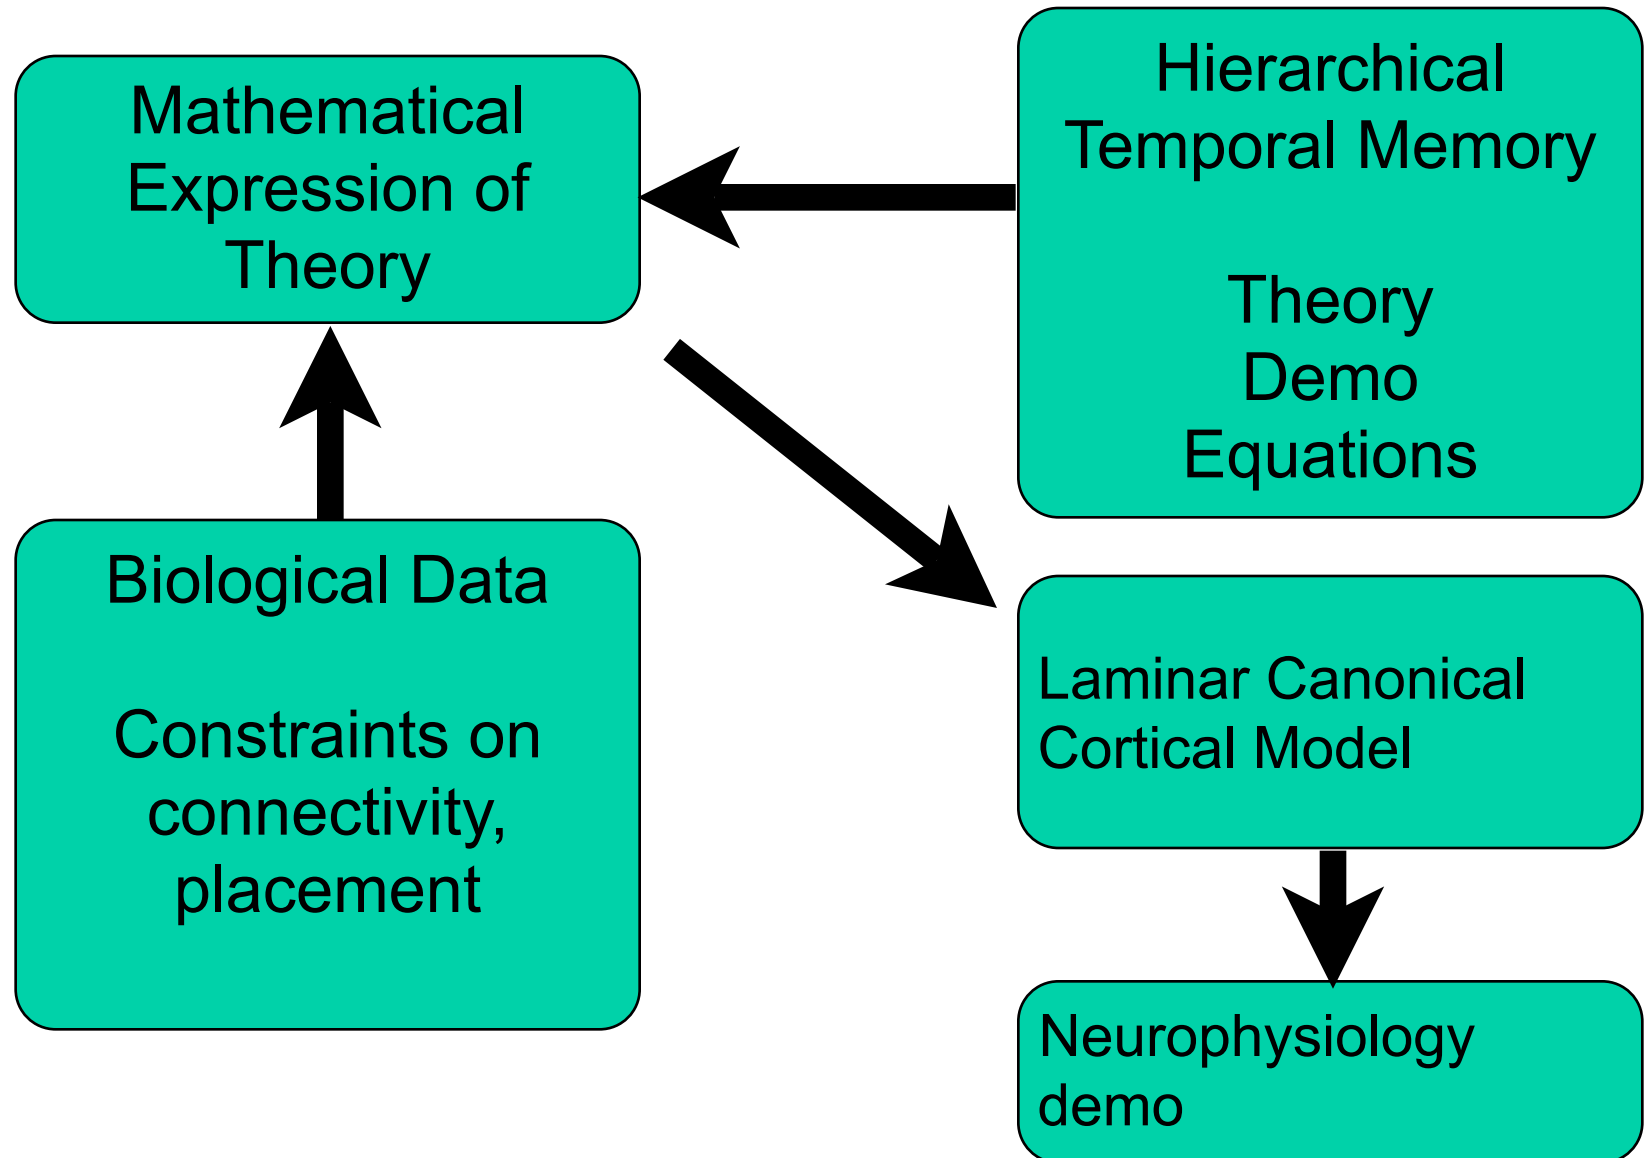 Mathematical
Expression of
Theory
Hierarchical
Temporal Memory
Theory
Demo
Equations
Biological Data
Constraints on
connectivity,
placement
Laminar Canonical
Cortical Model
Neurophysiology
demo